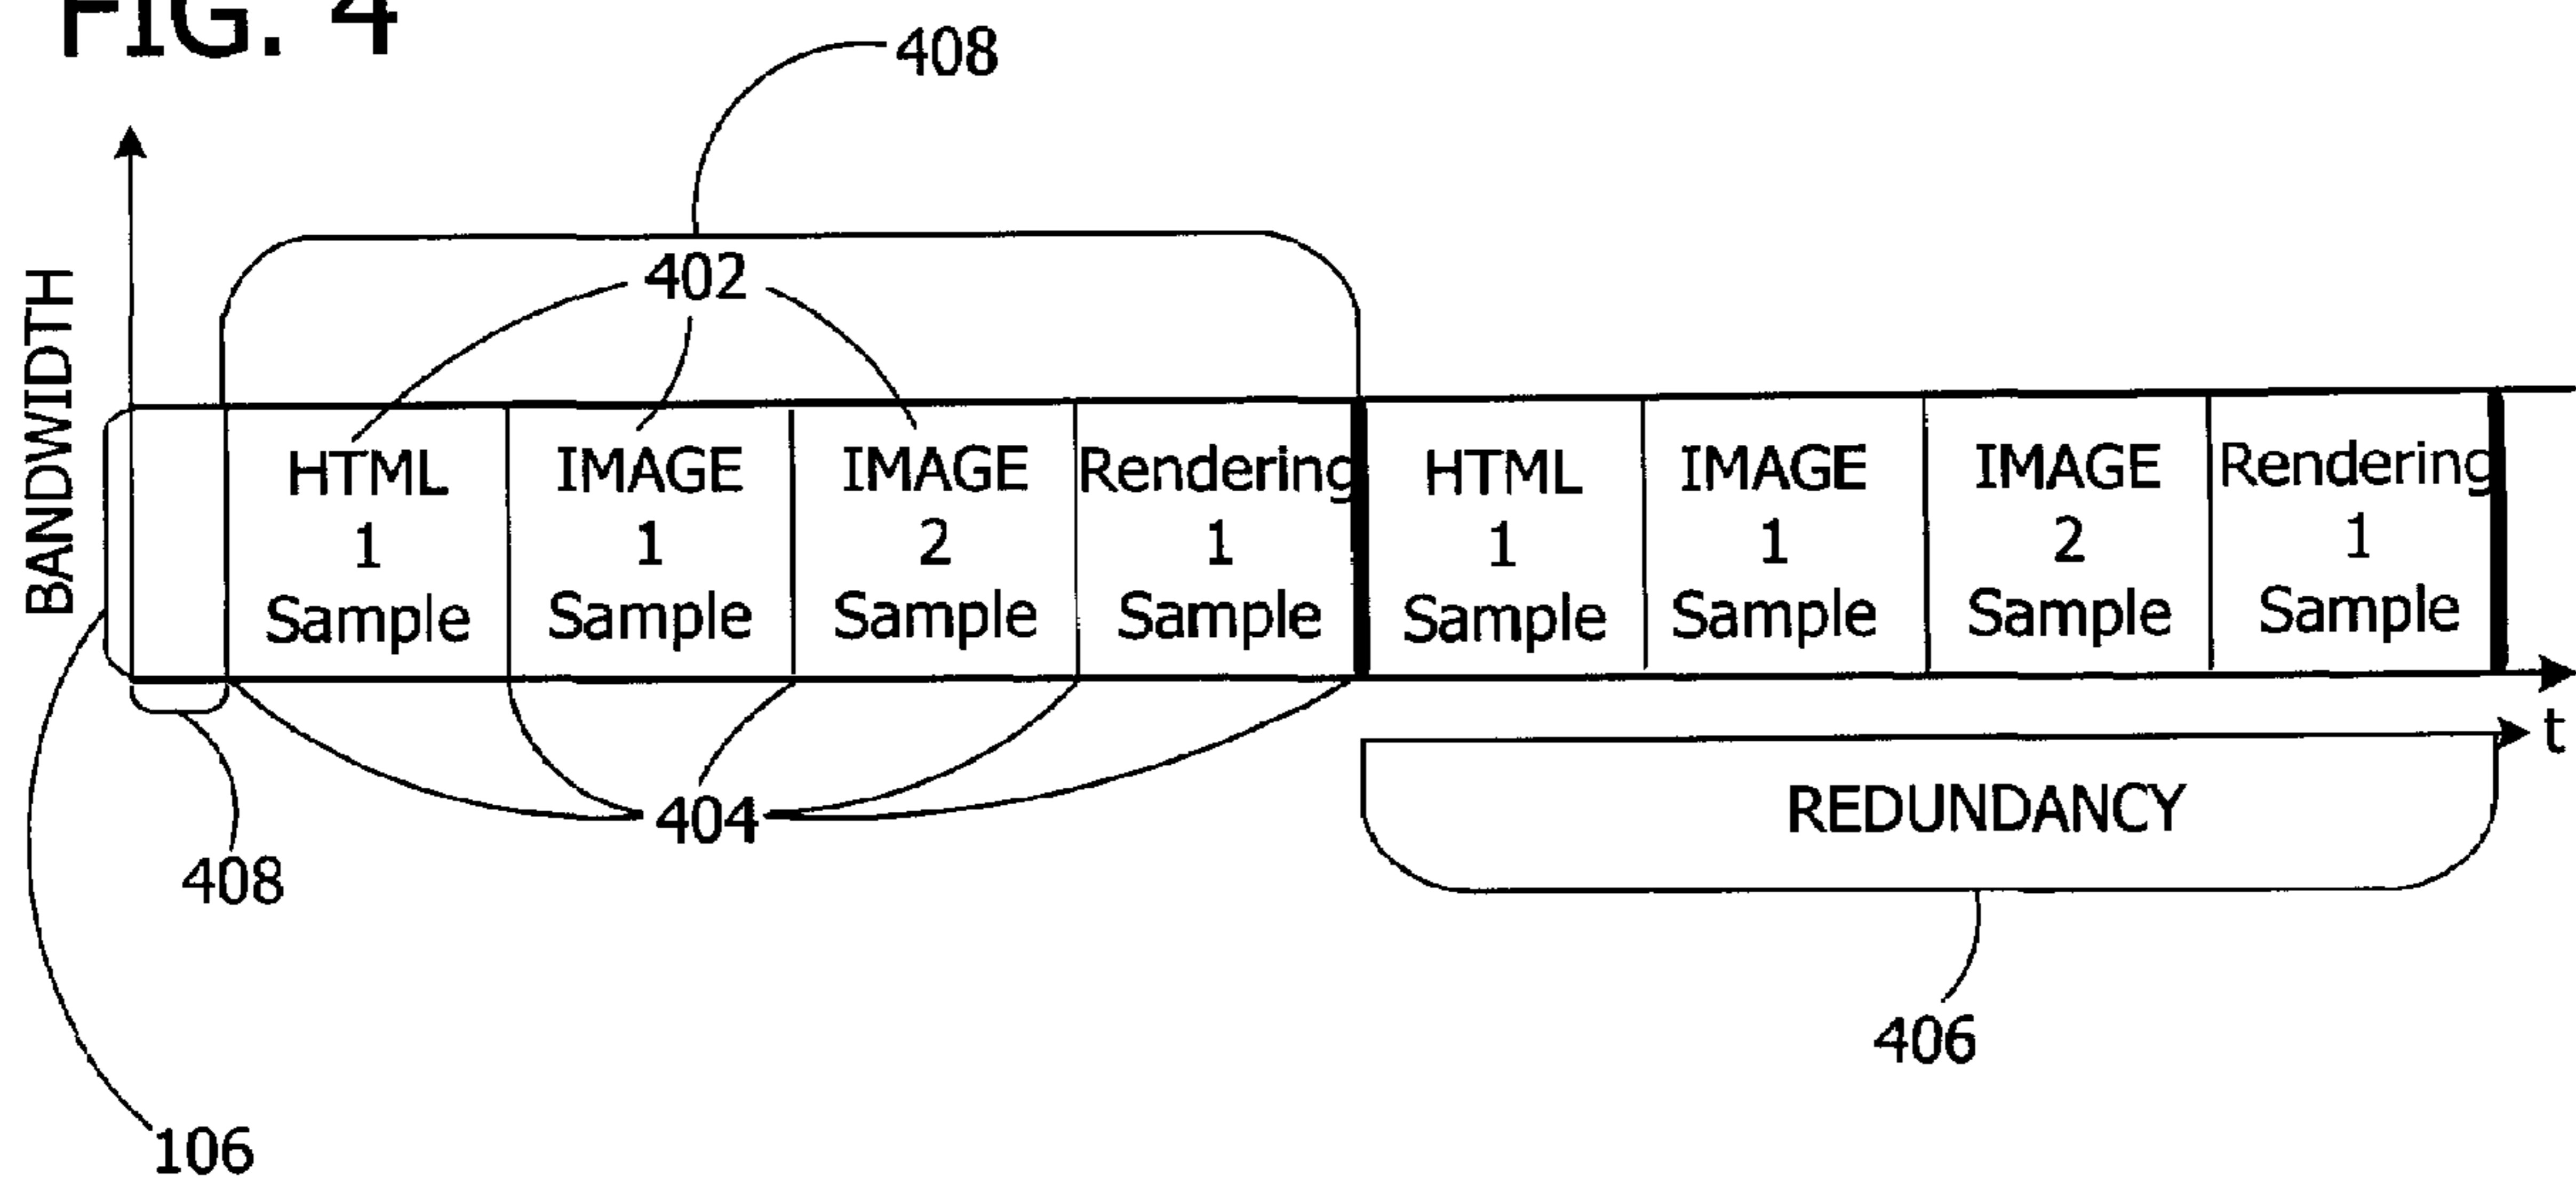 FIG. 4
408
402
BANDWIDTH
HTML
1
Sample
IMAGE
1
Sample
IMAGE
2
Sample
Rendering
1
Sample
HTML
1
Sample
IMAGE
1
Sample
IMAGE
2
Sample
Rendering
1
Sample
t
404
408
REDUNDANCY
406
106